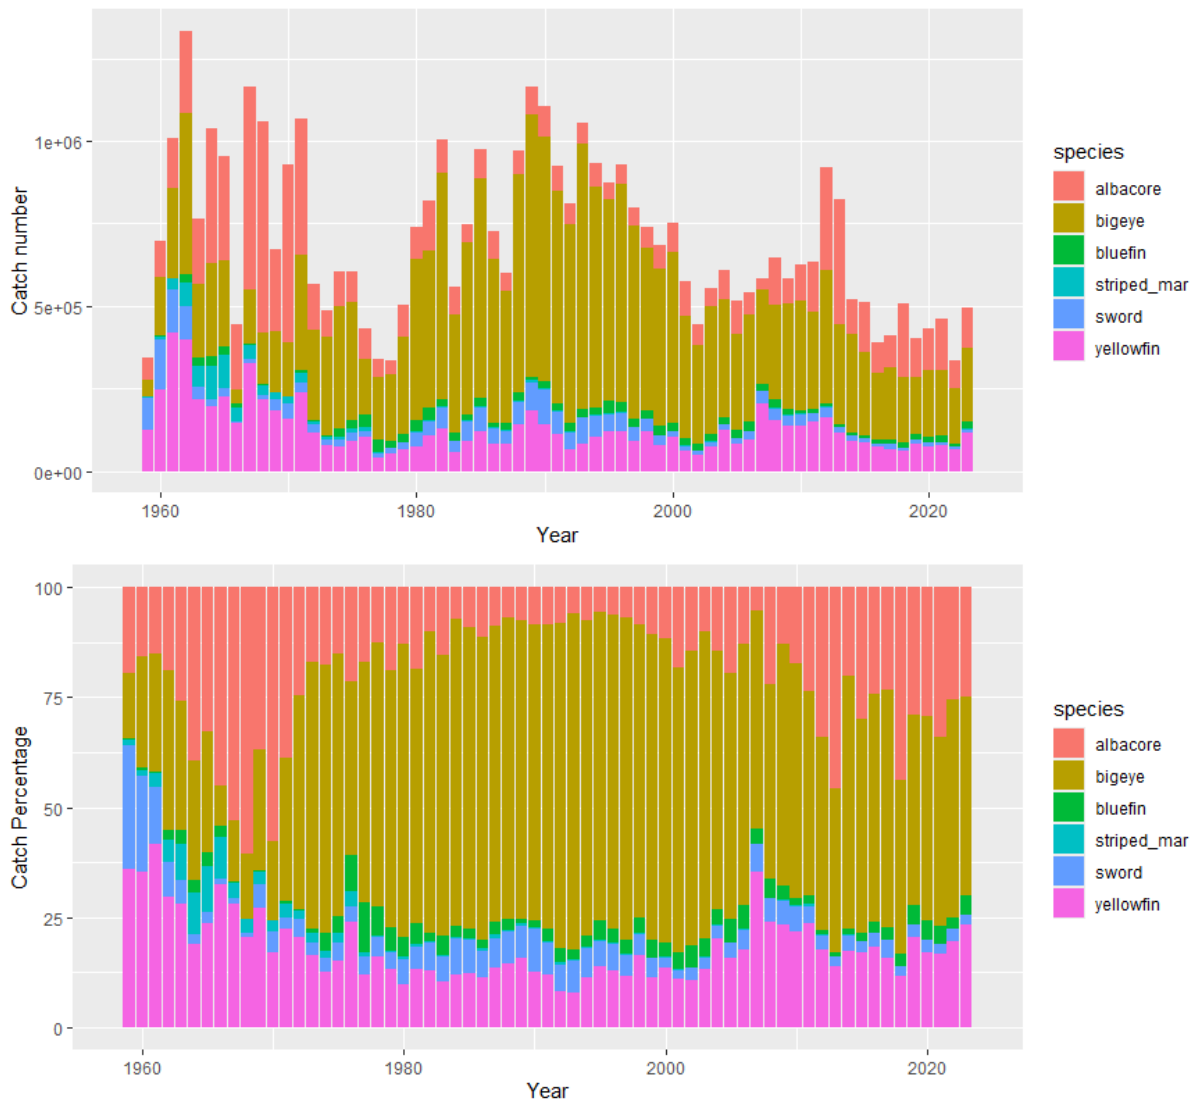 1e+06
5e+05
0e+00
Catch number
1960
1980
2000
2020
Year
species
albacore
bigeye
bluefin
striped_mar
sword
yellowfin
100
75
50
25
0
Catch Percentage
1960
1980
2000
2020
Year
species
albacore
bigeye
bluefin
striped_mar
sword
yellowfin